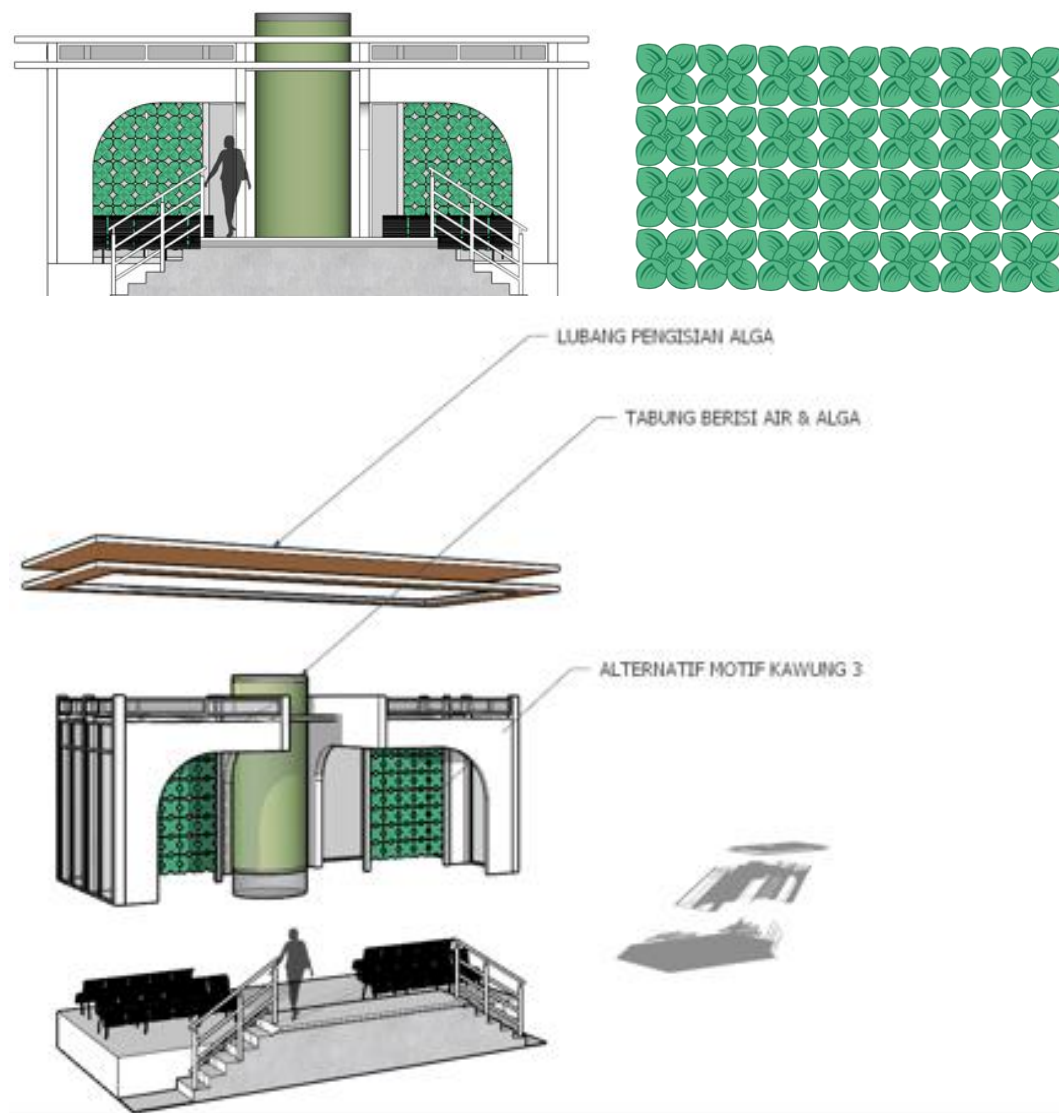 LUBANG PENGISIAN ALGA
TABUNG BERISI AIR & ALGA
ALTERNATIF MOTIF KAWUNG 3